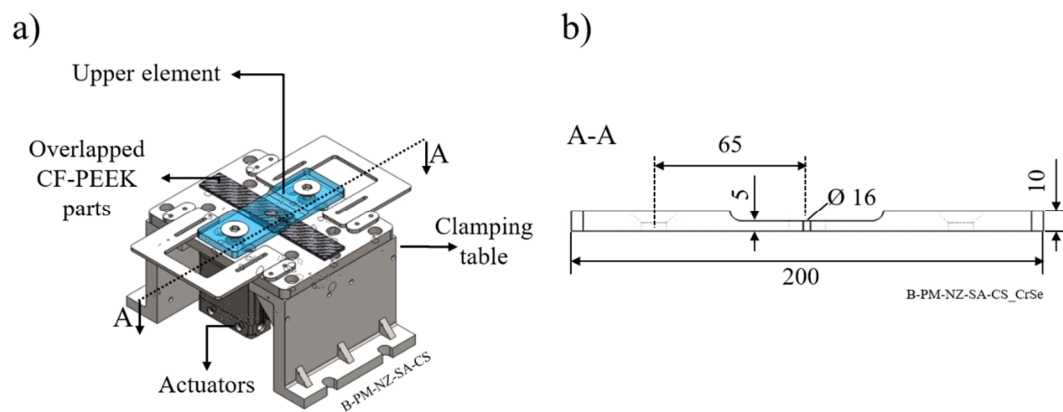 a)
Upper element
Overlapped
CF-PEEK
parts
A
Clamping
table
A
Actuators
B-PM-NZ-SA-CS
b)
A-A
65
5
Ø 16
10
200
B-PM-NZ-SA-CS_CrSe